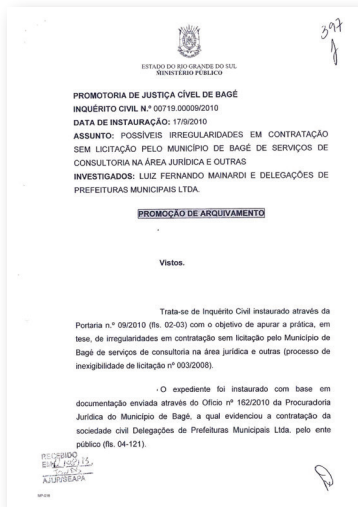 397
ESTADO DO RIO GRANDE DO SUL
MINISTÉRIO PÚBLICO
PROMOTORIA DE JUSTIÇA CÍVEL DE BAGÉ
INQUÉRITO CIVIL N.º 00719.00009/2010
DATA DE INSTAURAÇÃO: 17/9/2010
ASSUNTO: POSSÍVEIS IRREGULARIDADES EM CONTRATAÇÃO
SEM LICITAÇÃO PELO MUNICÍPIO DE BAGÉ DE SERVIÇOS DE
CONSULTORIA NA ÁREA JURÍDICA E OUTRAS
INVESTIGADOS: LUIZ FERNANDO MAINARDI E DELEGAÇÕES DE
PREFEITURAS MUNICIPAIS LTDA.
PROMOÇÃO DE ARQUIVAMENTO
Vistos.
Trata-se de Inquérito Civil instaurado através da
Portaria n.º 09/2010 (fls. 02-03) com o objetivo de apurar a prática, em
tese, de irregularidades em contratação sem licitação pelo Município de
Bagé de serviços de consultoria na área jurídica e outras (processo de
inexigibilidade de licitação nº 003/2008).
O expediente foi instaurado com base em
documentação enviada através do Ofício nº 162/2010 da Procuradoria
Jurídica do Município de Bagé, a qual evidenciou a contratação da
sociedade civil Delegações de Prefeituras Municipais Ltda. pelo ente
público (fls. 04-121).
RECEBIDO
EM
AJURI/SEAPA